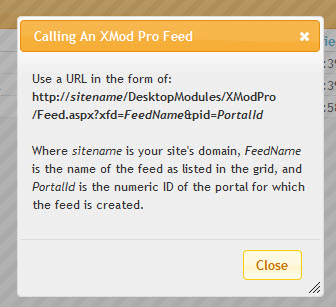 Calling An XMod Pro Feed
Use a URL in the form of:
http://sitename/DesktopModules/XModPro
/Feed.aspx?xfd=FeedName&pid=PortalId
Where sitename is your site's domain, FeedName
is the name of the feed as listed in the grid, and
PortalId is the numeric ID of the portal for which
the feed is created.
Close